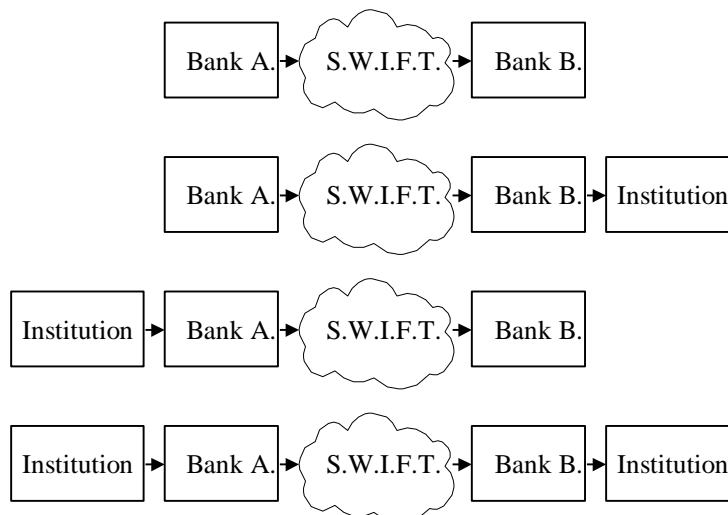 Bank A. S.W.I.F.T. Bank B.
Bank A. S.W.I.F.T. Bank B. Institution
Institution Bank A. S.W.I.F.T. Bank B.
Institution Bank A. S.W.I.F.T. Bank B. Institution